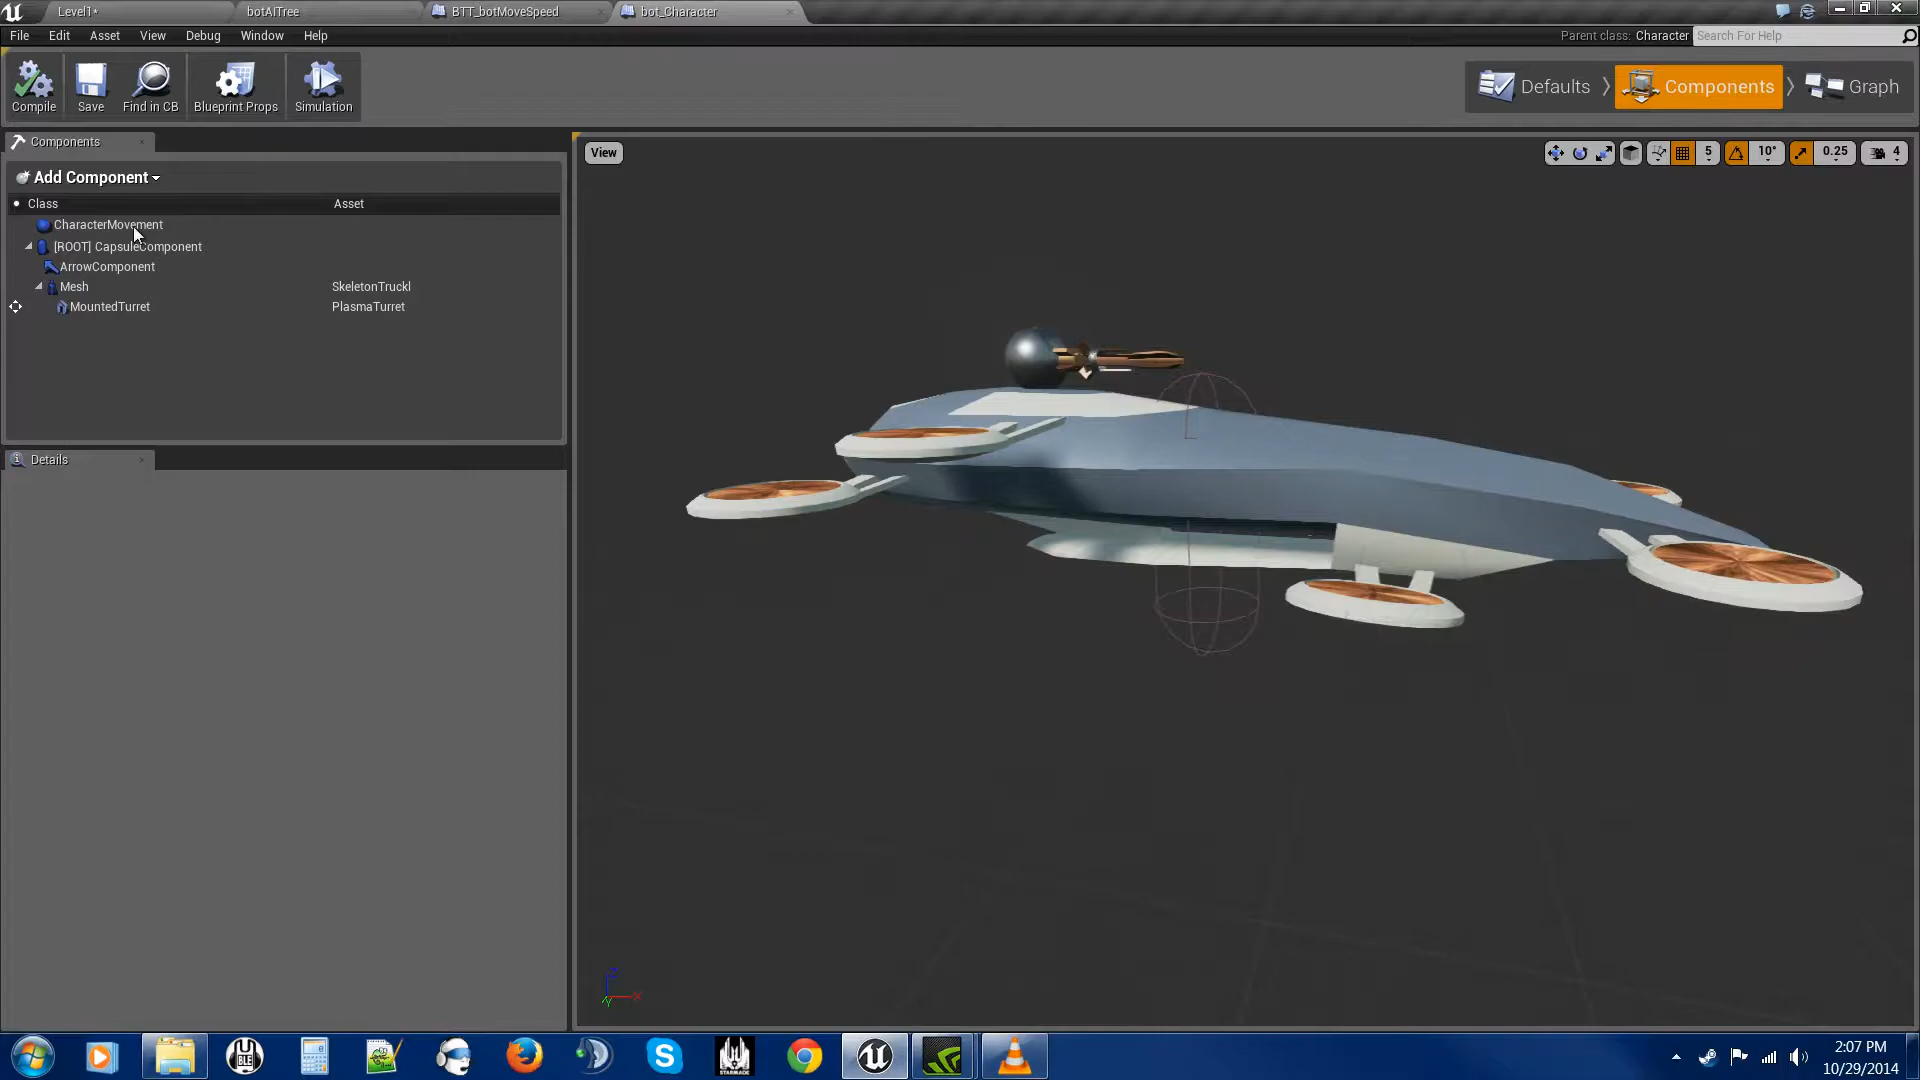 Level1*
botAITree
BTT_botMoveSpeed
bot_Character
File Edit Asset View Debug Window Help
Parent class: Character
Search For Help
Compile
Save
Find in CB
Blueprint Props
Simulation
Defaults
Components
Graph
Components
Add Component
Class Asset
CharacterMovement
[ROOT] CapsuleComponent
ArrowComponent
Mesh SkeletonTruckl
MountedTurret PlasmaTurret
Details
View
5
10°
0.25
4
Z
X
Y
BLE
STARMADE
2:07 PM
10/29/2014